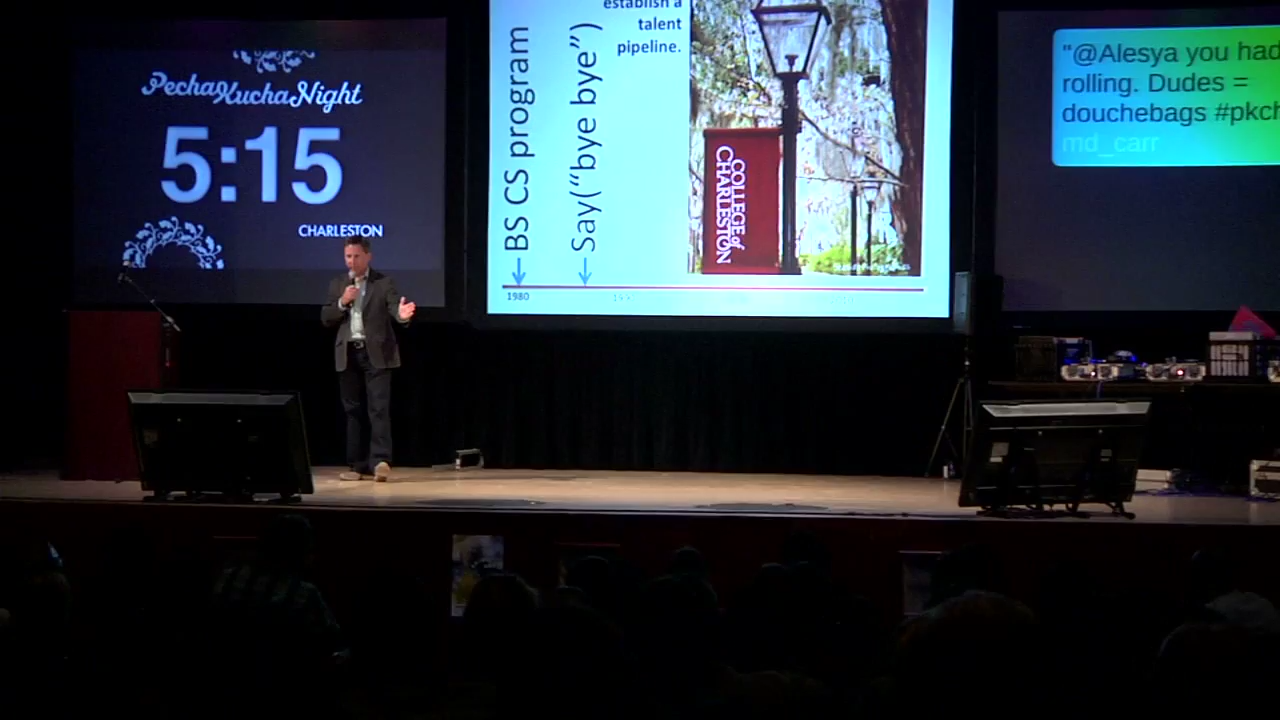 PechaKuchaNight
5:15
CHARLESTON
establish a
talent
pipeline.
BS CS program
Say("bye bye")
COLLEGE of
CHARLESTON
1980
"@Alesya you had
rolling. Dudes =
douchebags #pkch
md_carr